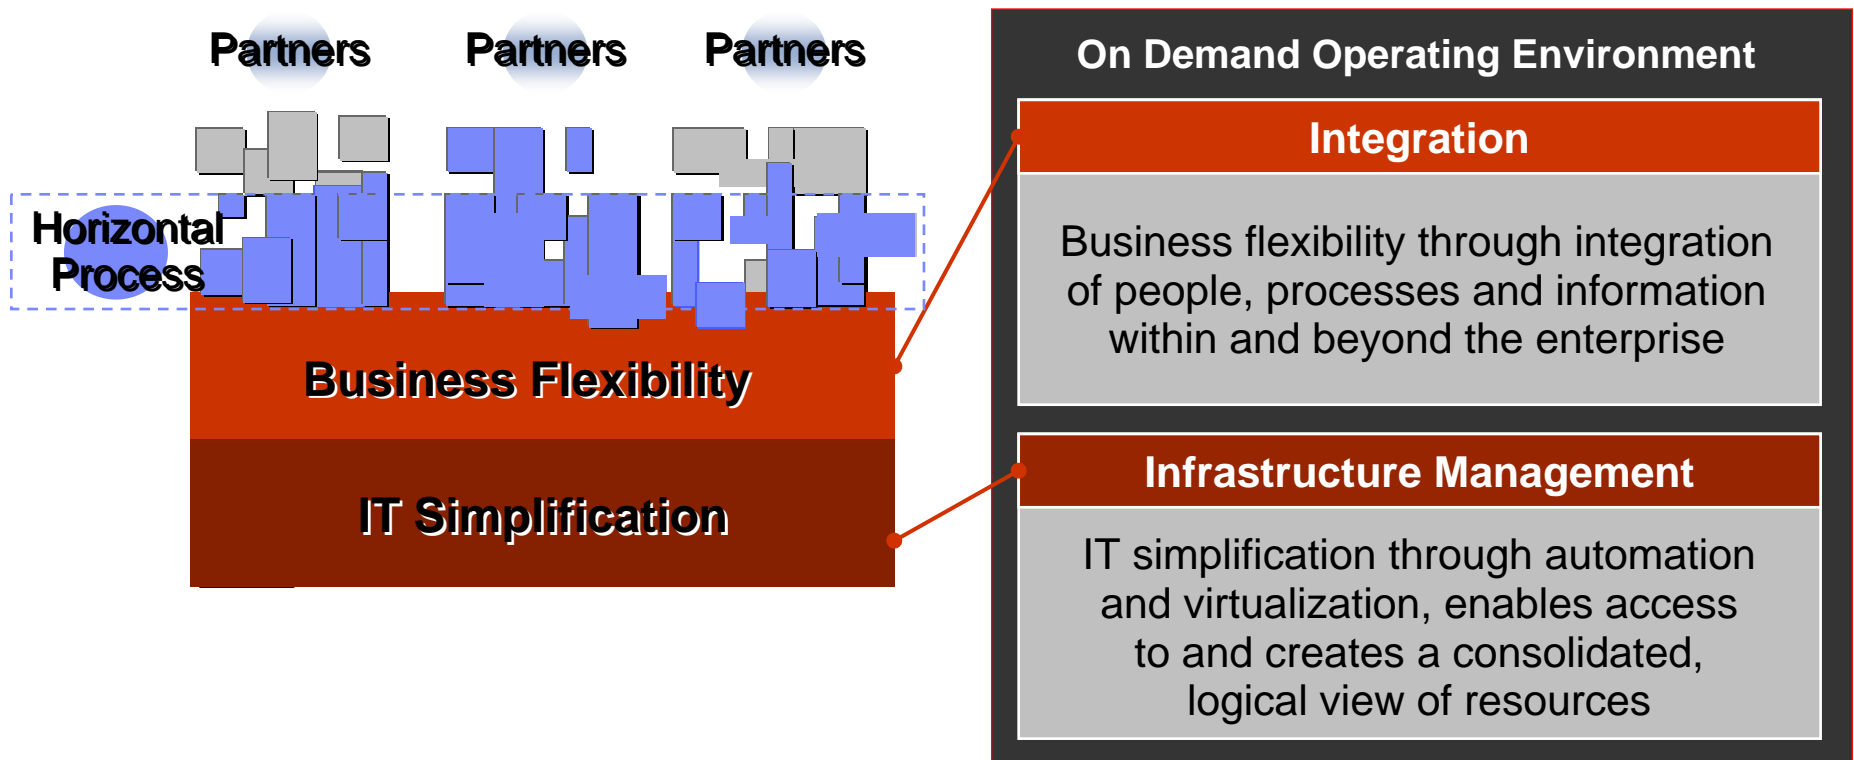 Partners
Partners
Partners
Horizontal
Process
Business Flexibility
IT Simplification
On Demand Operating Environment
Integration
Business flexibility through integration
of people, processes and information
within and beyond the enterprise
Infrastructure Management
IT simplification through automation
and virtualization, enables access
to and creates a consolidated,
logical view of resources